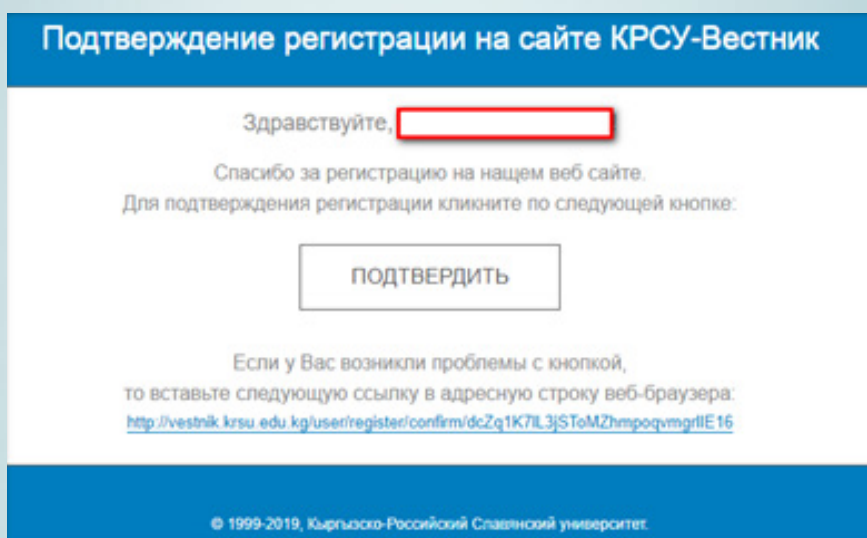 Подтверждение регистрации на сайте КРСУ-Вестник
Здравствуйте,
Спасибо за регистрацию на нащем веб сайте.
Для подтверждения регистрации кликните по следующей кнопке:
ПОДТВЕРДИТЬ
Если у Вас возникли проблемы с кнопкой,
то вставьте следующую ссылку в адресную строку веб-браузера:
http://vestnik.krsu.edu.kg/user/register/confirm/dcZq1K7IL3jSToMZhmpoqvmgrIIE16
© 1999-2019, Кыргызско-Российский Славянский университет.